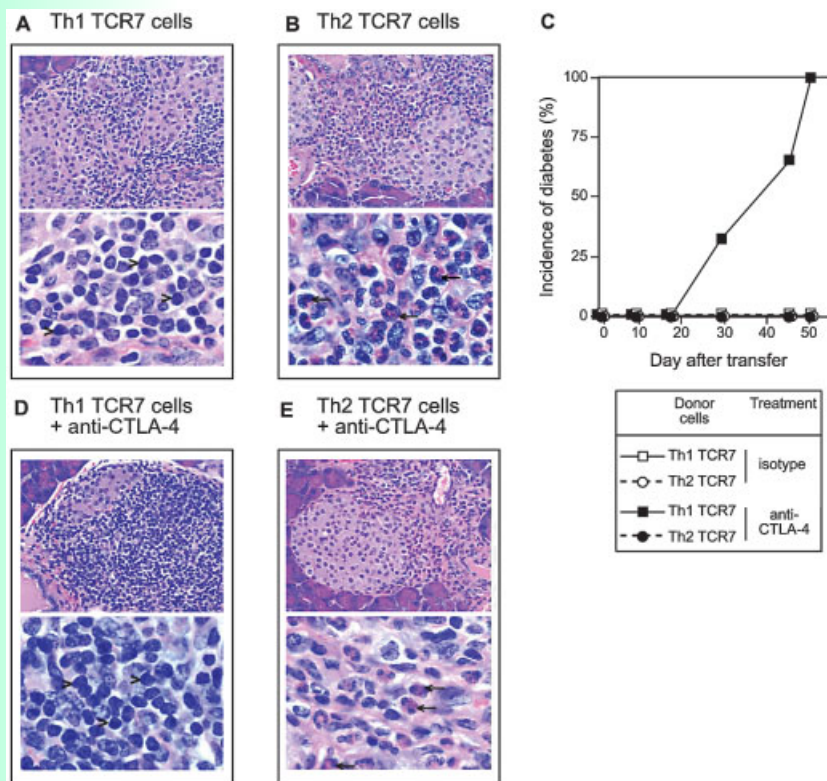 A Th1 TCR7 cells
B Th2 TCR7 cells
C
Incidence of diabetes (%)
100
75
50
25
0
0 10 20 30 40 50
Day after transfer
Donor cells Treatment
Th1 TCR7
Th2 TCR7
isotype
Th1 TCR7
Th2 TCR7
anti-CTLA-4
D Th1 TCR7 cells
+ anti-CTLA-4
E Th2 TCR7 cells
+ anti-CTLA-4